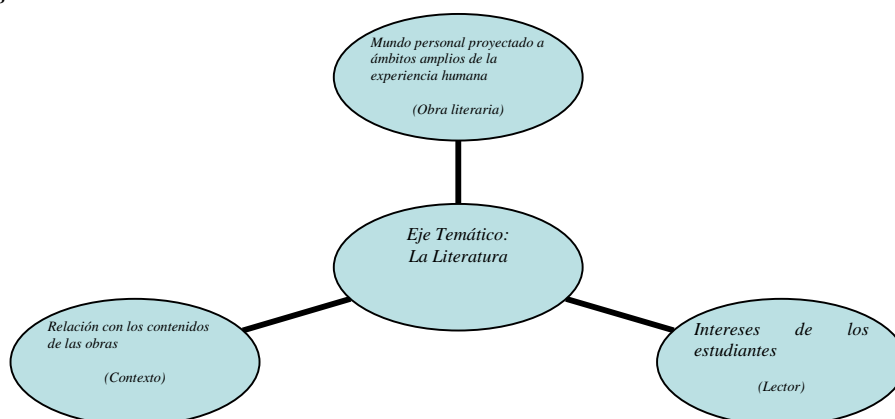 Mundo personal proyectado a
ámbitos amplios de la
experiencia humana
(Obra literaria)
Eje Temático:
La Literatura
Relación con los contenidos
de las obras
(Contexto)
Intereses de los
estudiantes
(Lector)